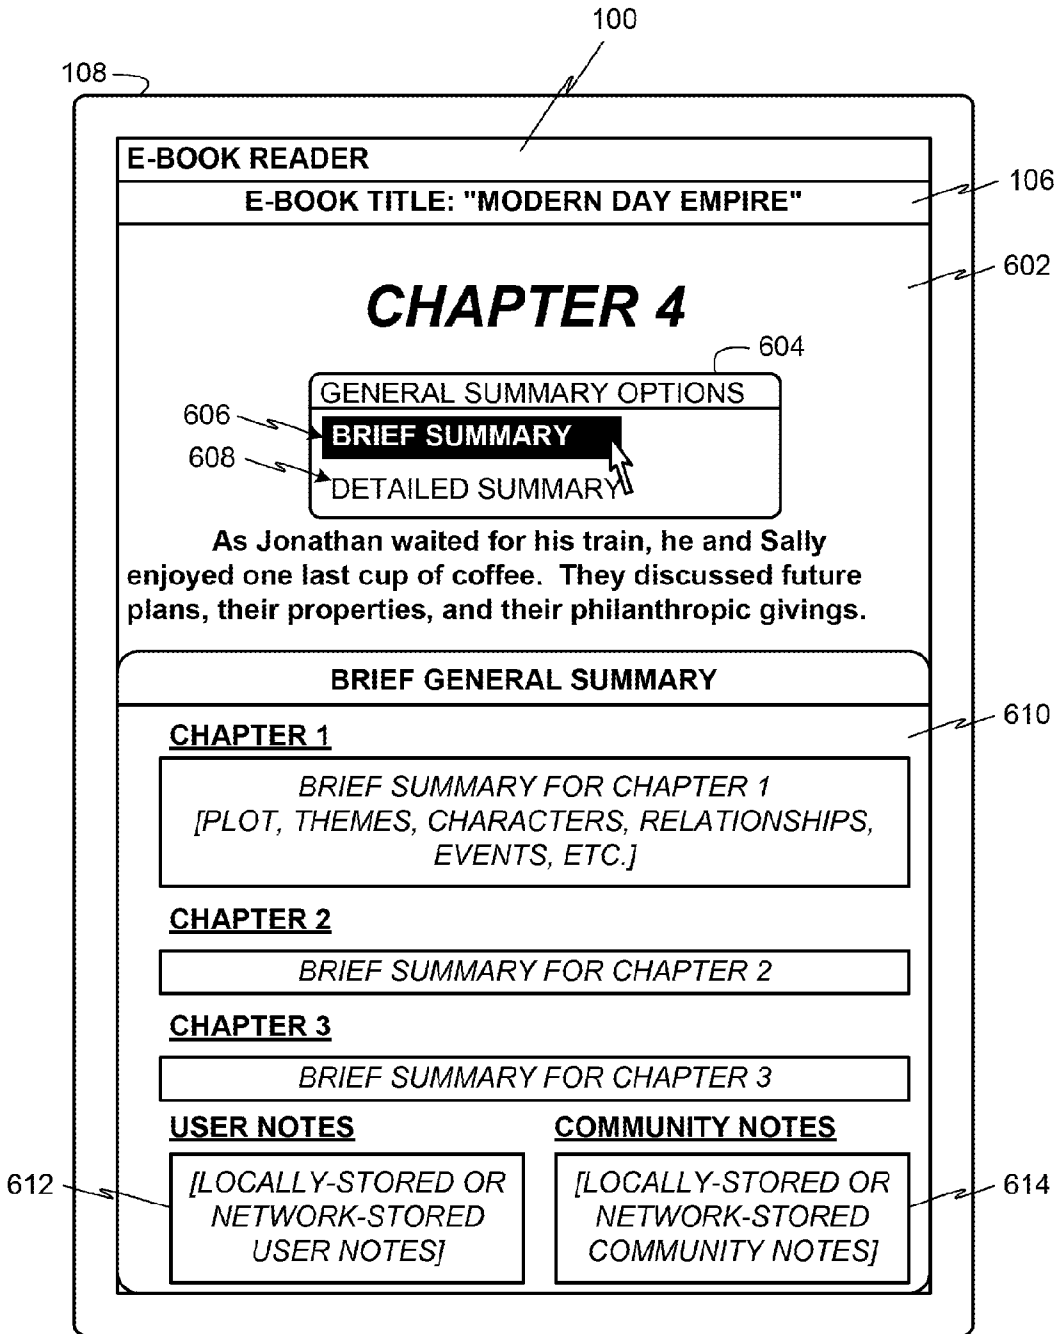 100
108
E-BOOK READER
E-BOOK TITLE: "MODERN DAY EMPIRE"
106
602
CHAPTER 4
604
GENERAL SUMMARY OPTIONS
606
BRIEF SUMMARY
608
DETAILED SUMMARY
As Jonathan waited for his train, he and Sally
enjoyed one last cup of coffee. They discussed future
plans, their properties, and their philanthropic givings.
BRIEF GENERAL SUMMARY
610
CHAPTER 1
BRIEF SUMMARY FOR CHAPTER 1
[PLOT, THEMES, CHARACTERS, RELATIONSHIPS,
EVENTS, ETC.]
CHAPTER 2
BRIEF SUMMARY FOR CHAPTER 2
CHAPTER 3
BRIEF SUMMARY FOR CHAPTER 3
USER NOTES
612
[LOCALLY-STORED OR
NETWORK-STORED
USER NOTES]
COMMUNITY NOTES
[LOCALLY-STORED OR
NETWORK-STORED
COMMUNITY NOTES]
614